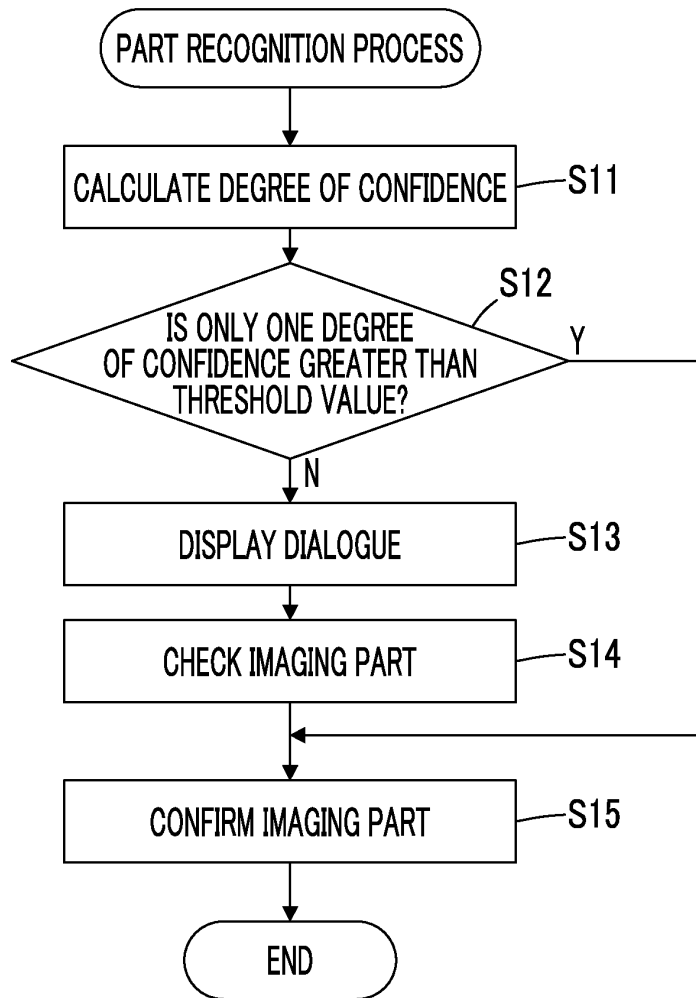 PART RECOGNITION PROCESS
CALCULATE DEGREE OF CONFIDENCE
S11
S12
IS ONLY ONE DEGREE
OF CONFIDENCE GREATER THAN
THRESHOLD VALUE?
Y
N
DISPLAY DIALOGUE
S13
CHECK IMAGING PART
S14
CONFIRM IMAGING PART
S15
END